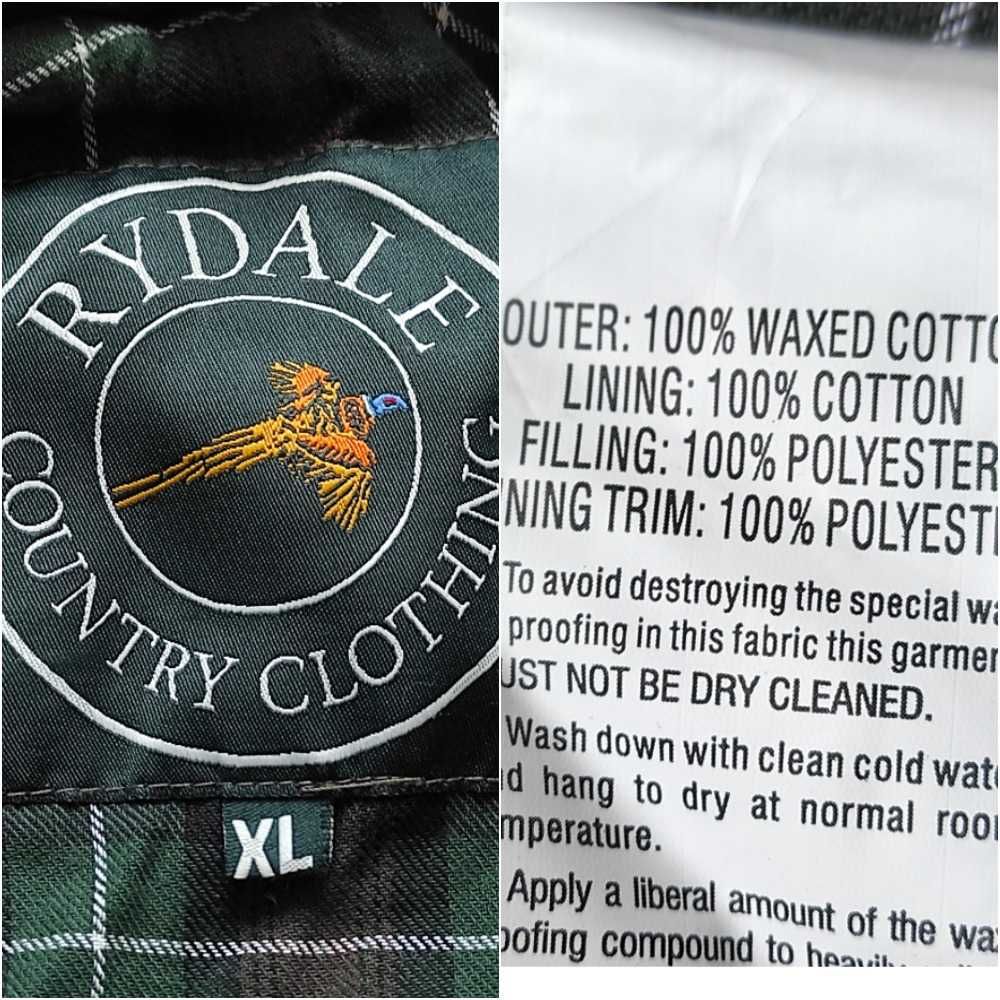 RYDALE
COUNTRY CLOTHING
XL
OUTER: 100% WAXED COTTO
LINING: 100% COTTON
FILLING: 100% POLYESTER
NING TRIM: 100% POLYEST
To avoid destroying the special wa
proofing in this fabric this garmen
UST NOT BE DRY CLEANED.
Wash down with clean cold wate
d hang to dry at normal roo
mperature.
Apply a liberal amount of the wa
oofing compound to heavil